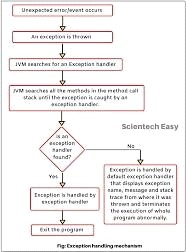 Unexpected error/event occurs
An exception is thrown
JVM searches for an Exception handler
JVM searches all the methods in the method call
stack until the exception is caught by an
exception handler.
Scientech Easy
Is an
exception
handler
found?
No
Yes
Exception is handled by
exception handler
Exception is handled by
default exception handler
that displays exception
name, message and stack
trace from where it was
thrown and terminates
the execution of whole
program abnormally.
Exit the program
Fig: Exception handling mechanism